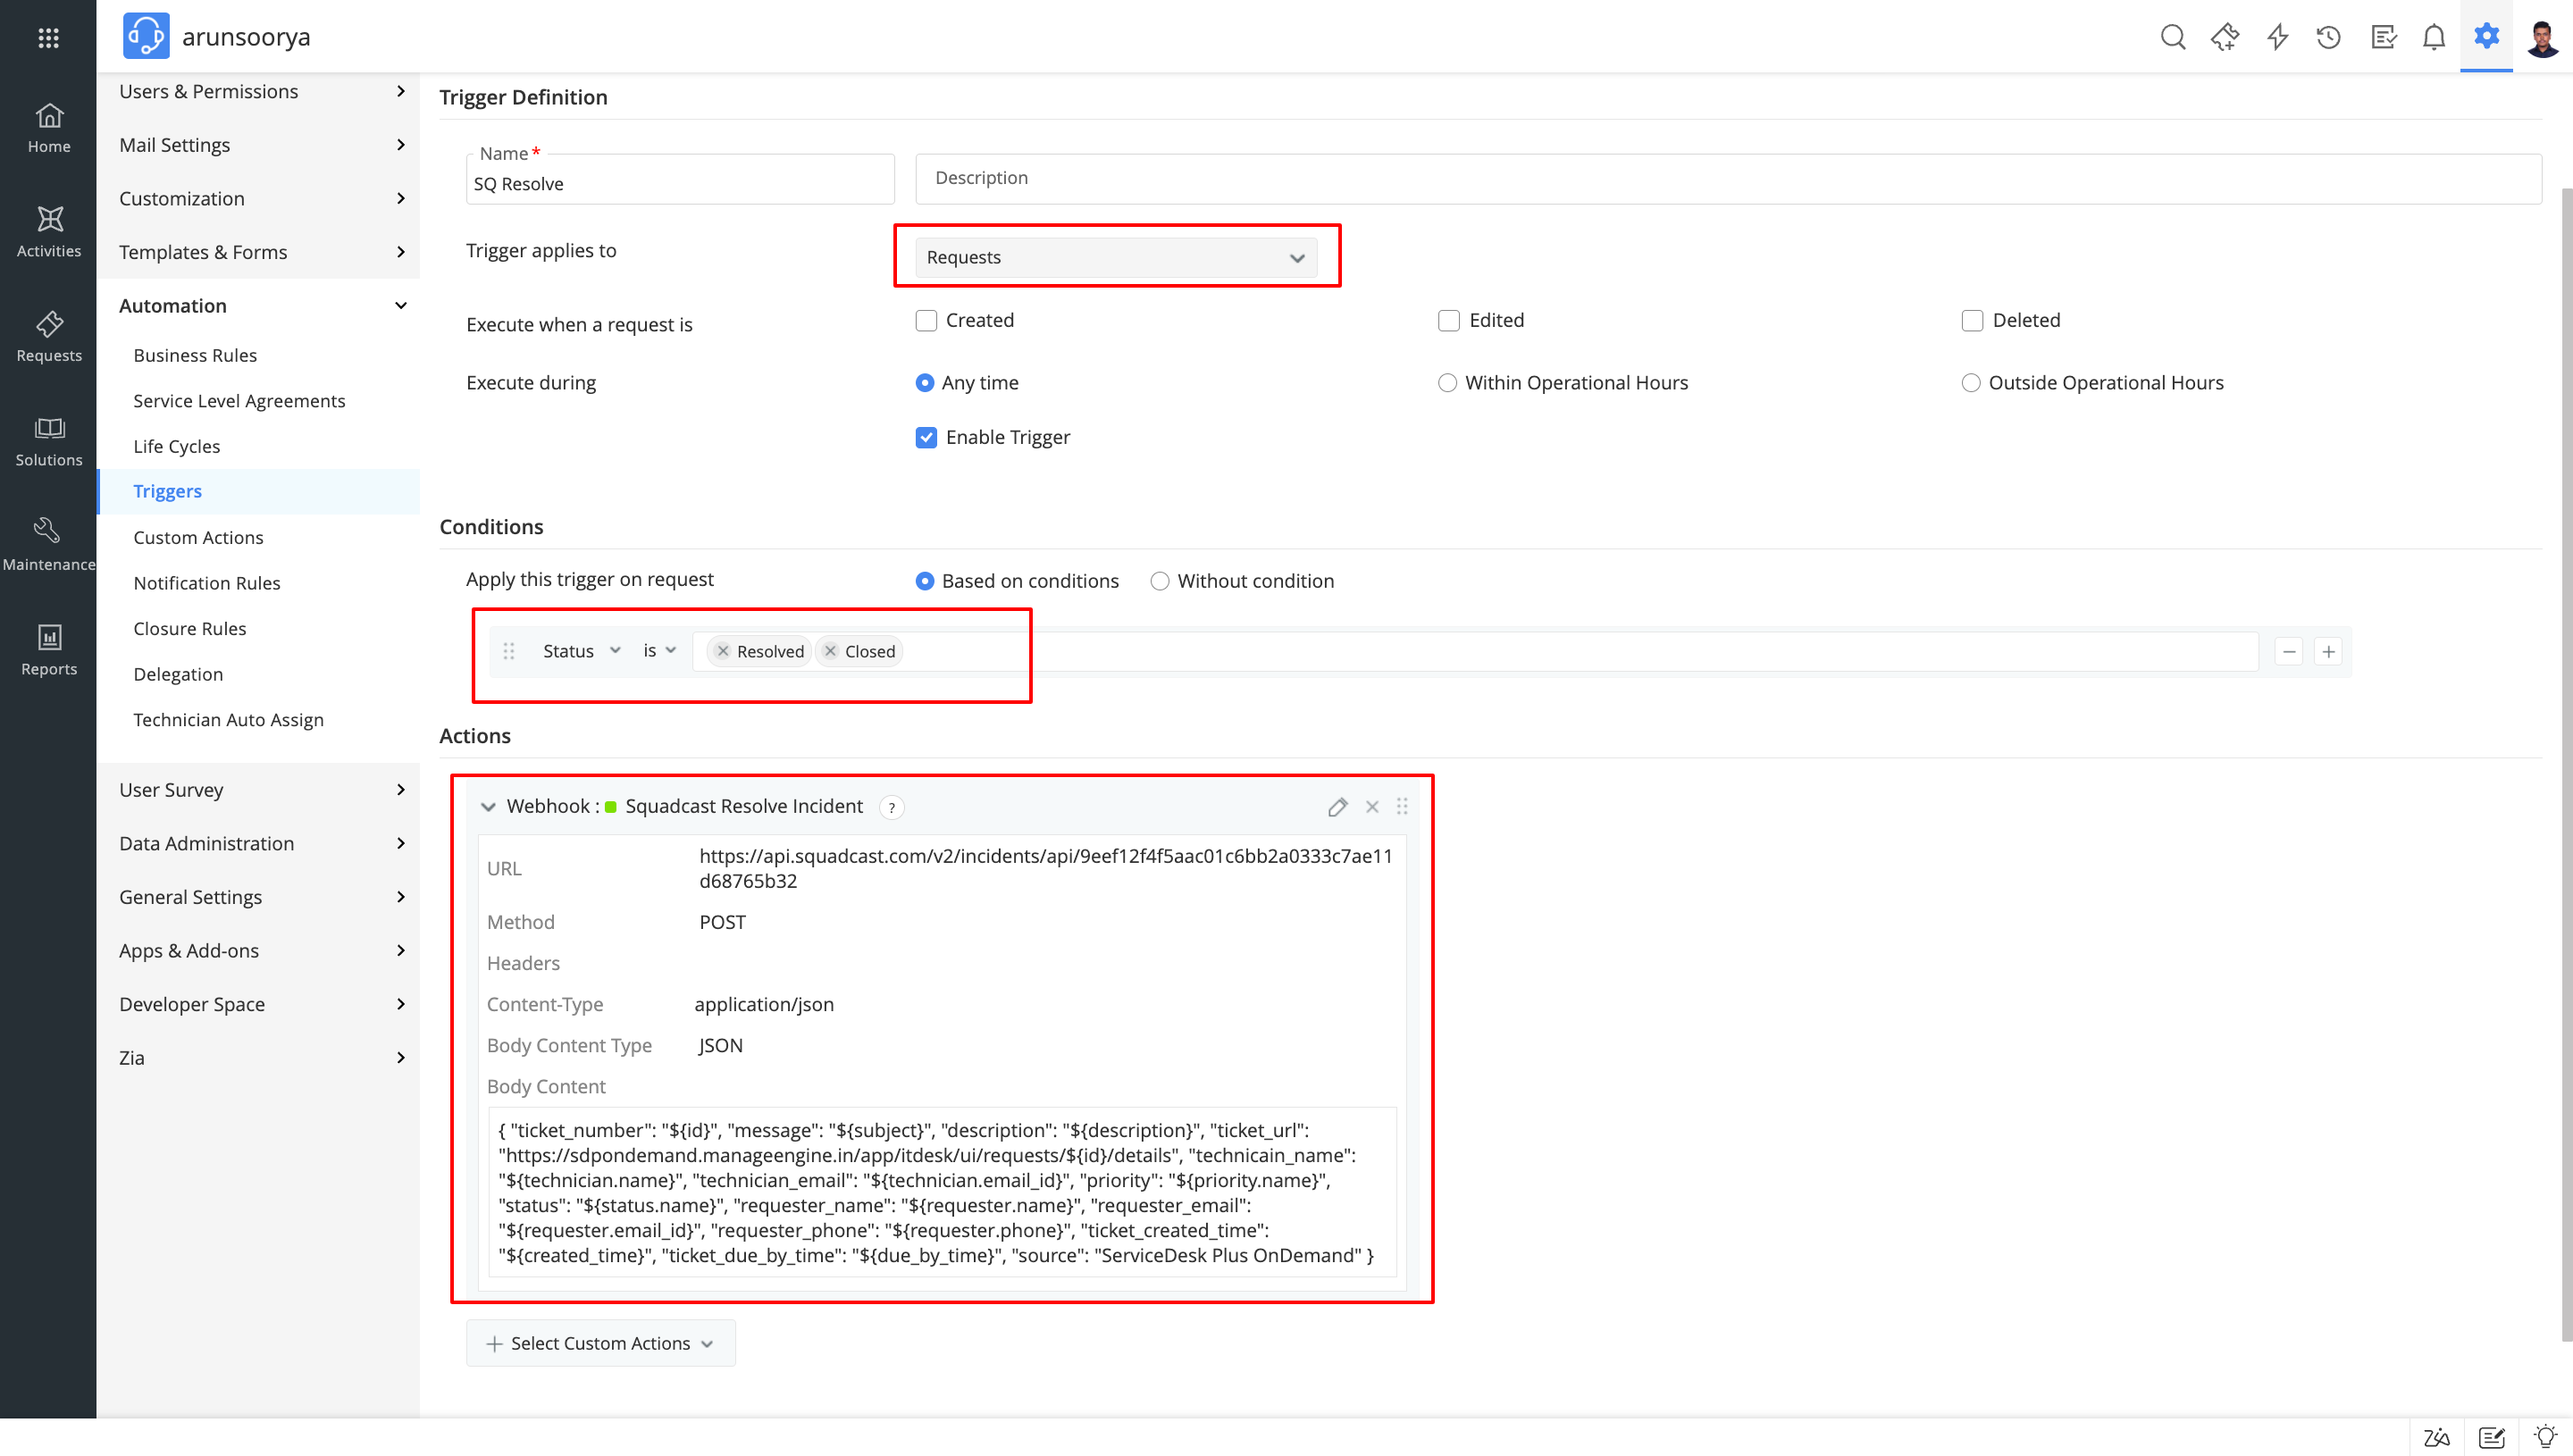 arunsoorya
Home
Activities
Requests
Solutions
Maintenance
Reports
Users & Permissions
Mail Settings
Customization
Templates & Forms
Automation
Business Rules
Service Level Agreements
Life Cycles
Triggers
Custom Actions
Notification Rules
Closure Rules
Delegation
Technician Auto Assign
User Survey
Data Administration
General Settings
Apps & Add-ons
Developer Space
Zia
Trigger Definition
Name*
SQ Resolve
Description
Trigger applies to
Requests
Execute when a request is
Created
Edited
Deleted
Execute during
Any time
Within Operational Hours
Outside Operational Hours
Enable Trigger
Conditions
Apply this trigger on request
Based on conditions
Without condition
Status
is
Resolved
Closed
Actions
Webhook : Squadcast Resolve Incident ?
URL
https://api.squadcast.com/v2/incidents/api/9eef12f4f5aac01c6bb2a0333c7ae11
d68765b32
Method
POST
Headers
Content-Type
application/json
Body Content Type
JSON
Body Content
{ "ticket_number": "${id}", "message": "${subject}", "description": "${description}", "ticket_url":
"https://sdpondemand.manageengine.in/app/itdesk/ui/requests/${id}/details", "technicain_name":
"${technician.name}", "technician_email": "${technician.email_id}", "priority": "${priority.name}",
"status": "${status.name}", "requester_name": "${requester.name}", "requester_email":
"${requester.email_id}", "requester_phone": "${requester.phone}", "ticket_created_time":
"${created_time}", "ticket_due_by_time": "${due_by_time}", "source": "ServiceDesk Plus OnDemand" }
Select Custom Actions